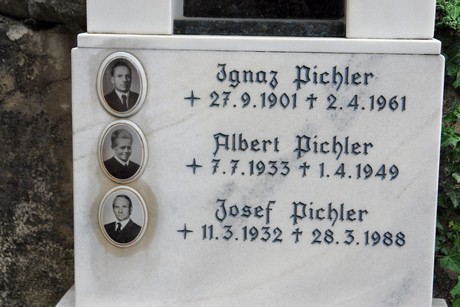 Ignaz Pichler
+ 27.9.1901 † 2.4.1961
Albert Pichler
+ 7.7.1933 † 1.4.1949
Josef Pichler
+ 11.3.1932 † 28.3.1988